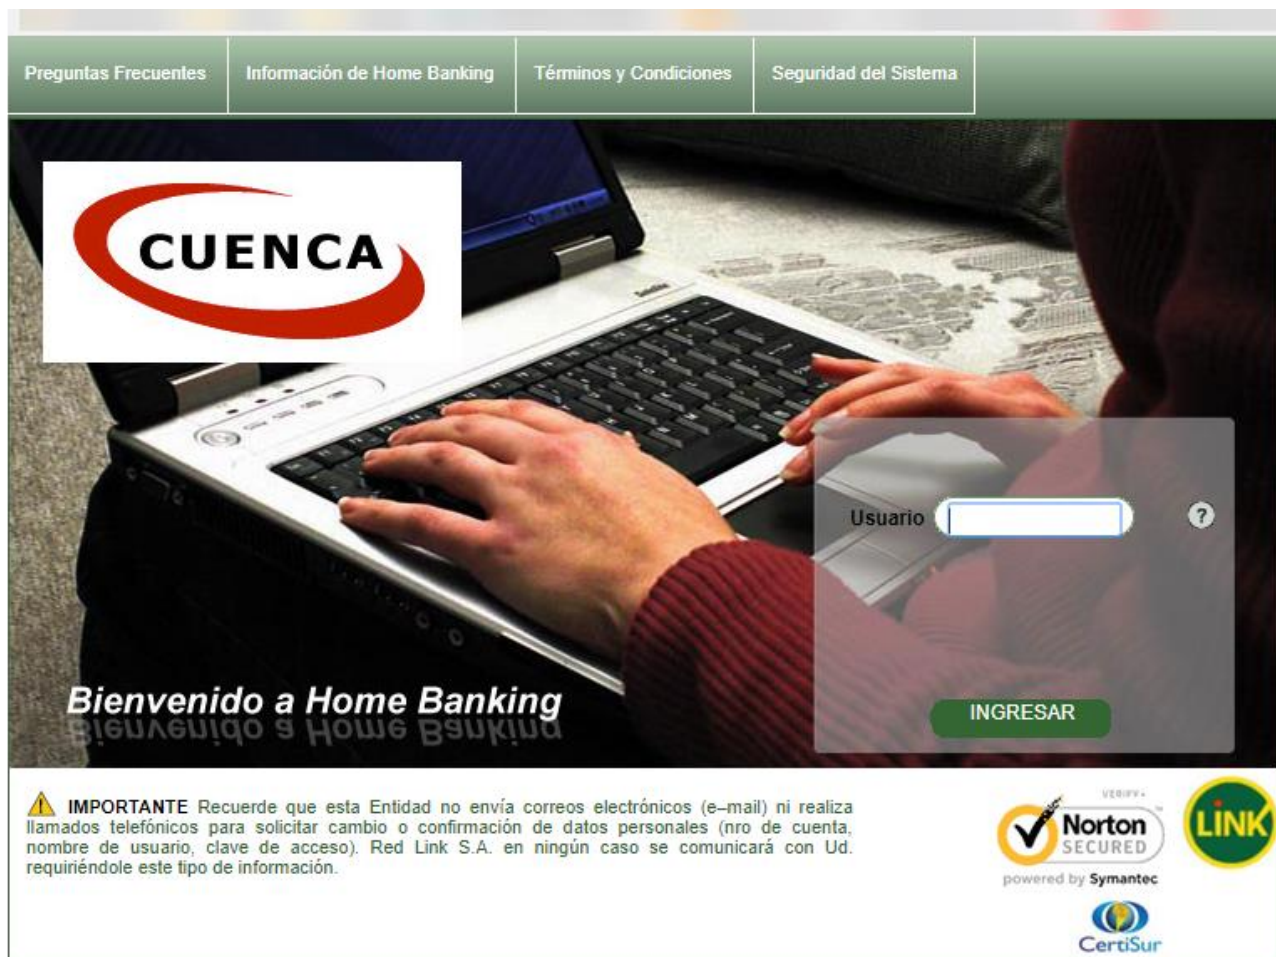 Preguntas Frecuentes
Información de Home Banking
Términos y Condiciones
Seguridad del Sistema
CUENCA
Usuario
?
Bienvenido a Home Banking
INGRESAR
IMPORTANTE Recuerde que esta Entidad no envía correos electrónicos (e–mail) ni realiza
llamados telefónicos para solicitar cambio o confirmación de datos personales (nro de cuenta,
nombre de usuario, clave de acceso). Red Link S.A. en ningún caso se comunicará con Ud.
requiriéndole este tipo de información.
VERIFY
Norton
SECURED
powered by Symantec
LINK
CertiSur